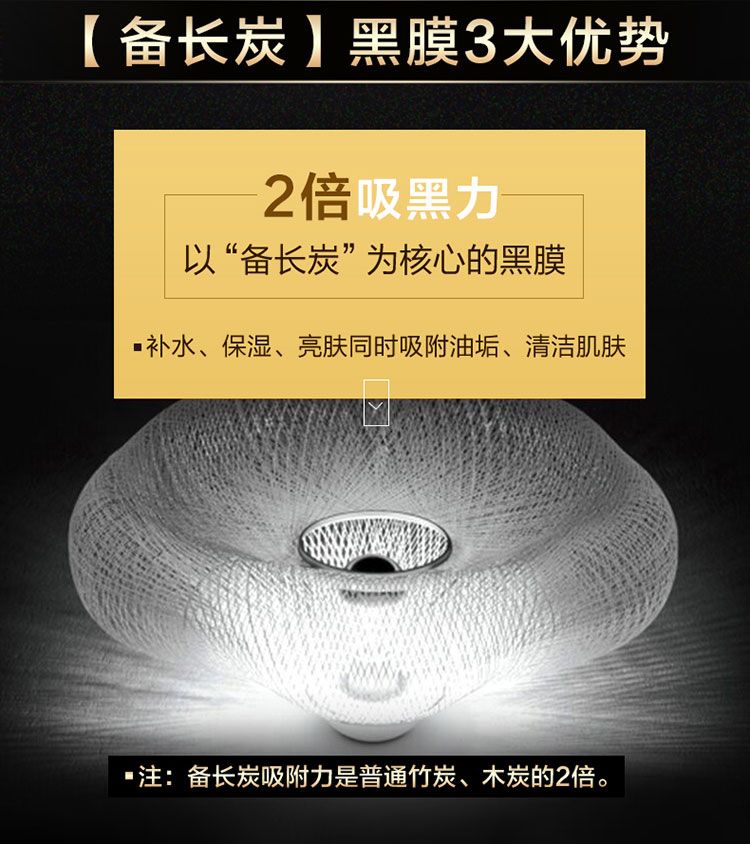 【备长炭】黑膜3大优势
2倍吸黑力
以“备长炭”为核心的黑膜
▪补水、保湿、亮肤同时吸附油垢、清洁肌肤
▪注：备长炭吸附力是普通竹炭、木炭的2倍。